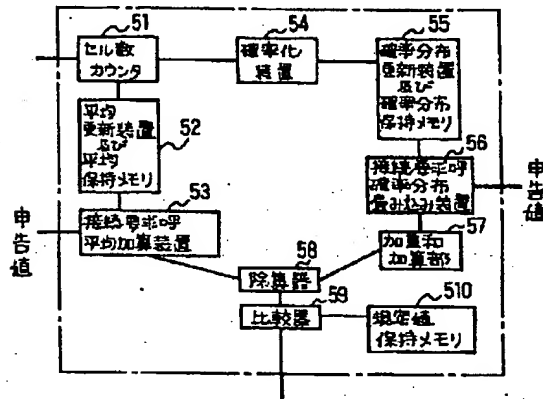 51
セル数
カウンタ
54
確率化
装置
55
確率分布
更新装置
及び
確率分布
保持メモリ
平均
更新装置
及び
平均
保持メモリ
52
56
接続要求呼
確率分布
畳み込み装置
申告値
申告値
53
接続要求呼
平均加算装置
57
加重和
加算部
58
除算器
59
比較器
510
規定値
保持メモリ